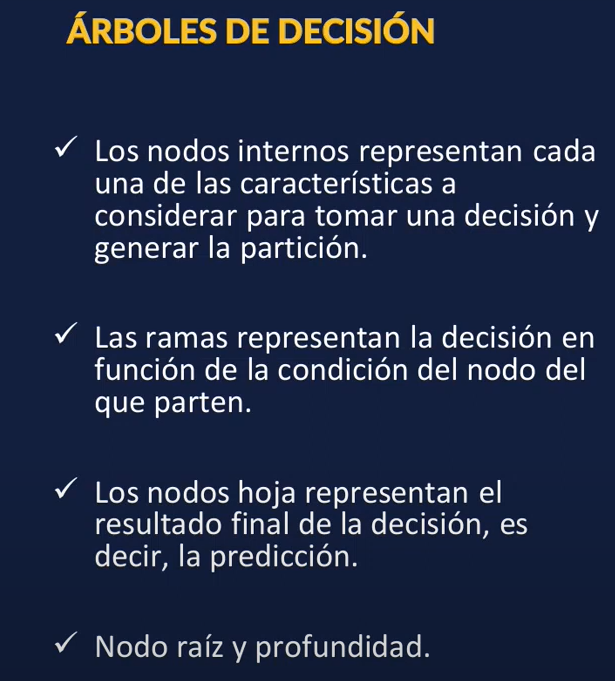 ÁRBOLES DE DECISIÓN
✓ Los nodos internos representan cada
una de las características a
considerar para tomar una decisión y
generar la partición.
✓ Las ramas representan la decisión en
función de la condición del nodo del
que parten.
✓ Los nodos hoja representan el
resultado final de la decisión, es
decir, la predicción.
✓ Nodo raíz y profundidad.